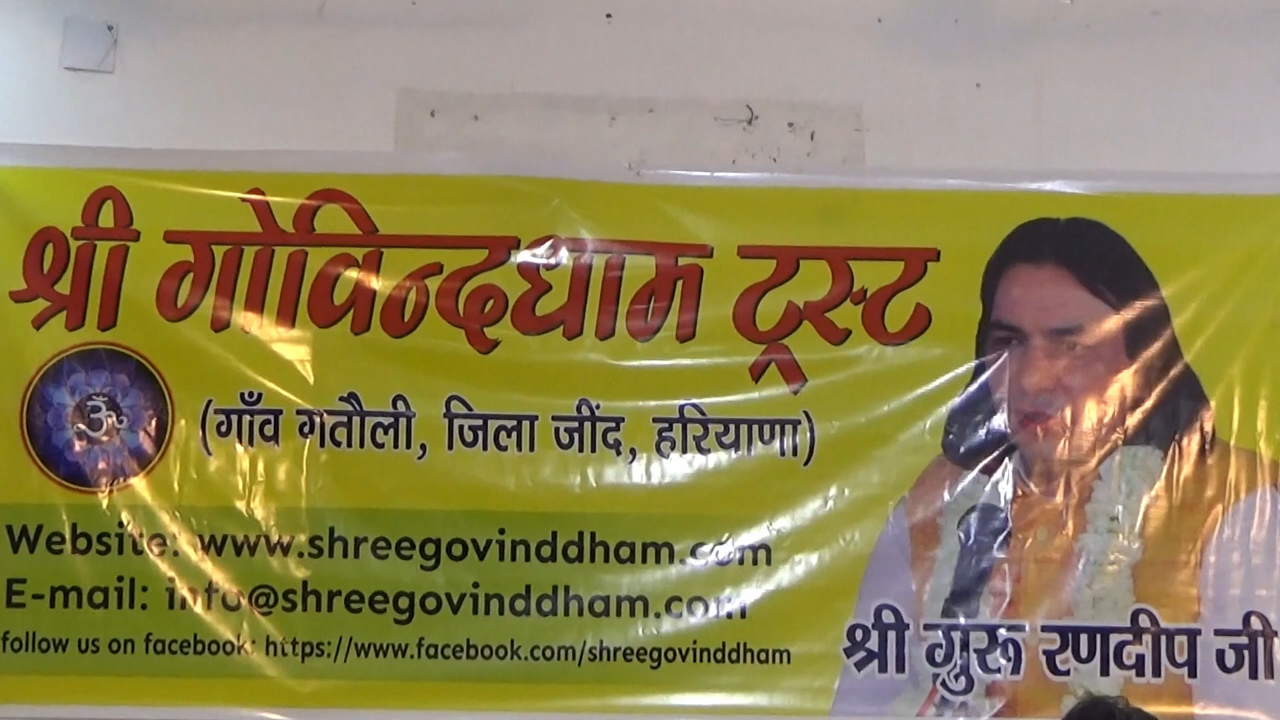 श्री गोविन्दधाम ट्रस्ट
ॐ
(गाँव गतौली, जिला जींद, हरियाणा)
Website: www.shreegovinddham.com
E-mail: info@shreegovinddham.com
follow us on facebook: https://www.facebook.com/shreegovinddham
श्री गुरू रणदीप जी